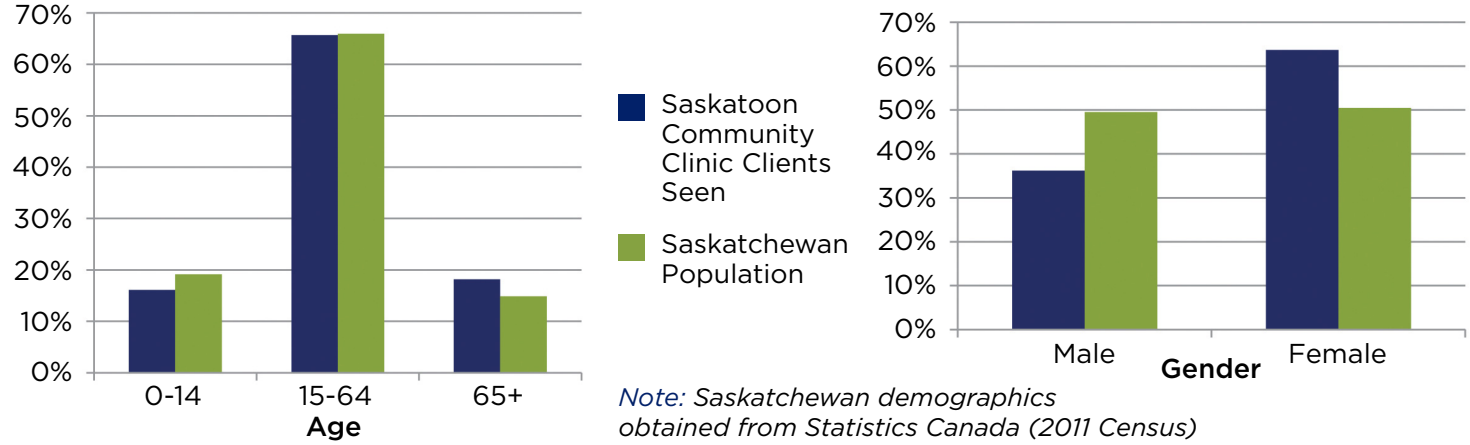 70%
60%
50%
40%
30%
20%
10%
0%
0-14 15-64 65+
Age
Saskatoon
Community
Clinic Clients
Seen
Saskatchewan
Population
70%
60%
50%
40%
30%
20%
10%
0%
Male Female
Gender
Note: Saskatchewan demographics
obtained from Statistics Canada (2011 Census)